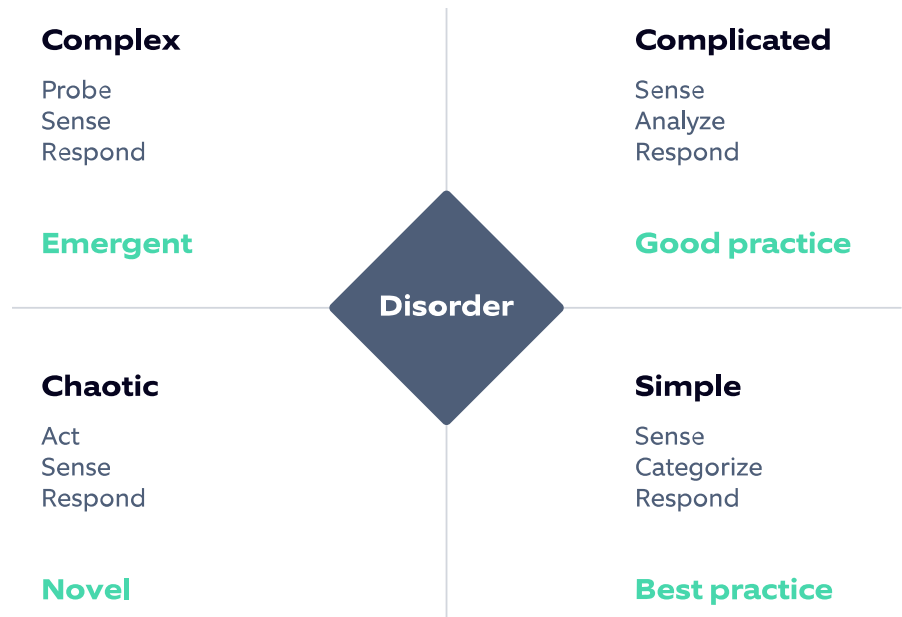 Complex
Probe
Sense
Respond
Emergent
Complicated
Sense
Analyze
Respond
Good practice
Disorder
Chaotic
Act
Sense
Respond
Novel
Simple
Sense
Categorize
Respond
Best practice